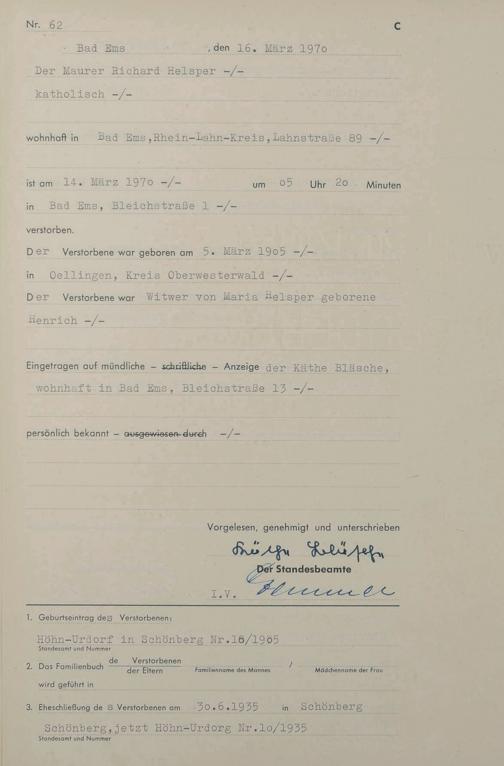 Nr. 62 C
Bad Ems , den 16. März 1970
Der Maurer Richard Helsper -/-
katholisch -/-
wohnhaft in Bad Ems,Rhein-Lahn-Kreis,Lahnstraße 89 -/-
ist am 14. März 1970 -/- um 05 Uhr 20 Minuten
in Bad Ems, Bleichstraße 1 -/-
verstorben.
Der Verstorbene war geboren am 5. März 1905 -/-
in Oellingen, Kreis Oberwesterwald -/-
Der Verstorbene war Witwer von Maria Helsper geborene
Henrich -/-
Eingetragen auf mündliche – schriftliche – Anzeige der Käthe Bläsche,
wohnhaft in Bad Ems, Bleichstraße 13 -/-
persönlich bekannt – ausgewiesen durch -/-
Vorgelesen, genehmigt und unterschrieben
Käthe Bläsche
Der Standesbeamte
I.V.
1. Geburtseintrag des Verstorbenen:
Höhn-Urdorf in Schönberg Nr.18/1905
Standesamt und Nummer
2. Das Familienbuch de Verstorbenen
der Eltern Familienname des Mannes / Mädchenname der Frau
wird geführt in
3. Eheschließung de s Verstorbenen am 30.6.1935 in Schönberg
Schönberg,jetzt Höhn-Urdorg Nr.10/1935
Standesamt und Nummer